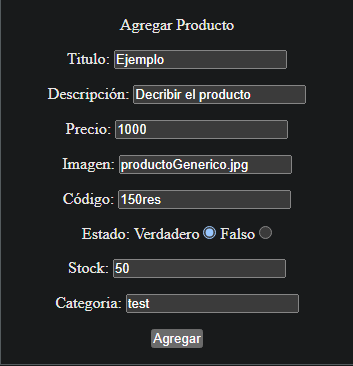 Agregar Producto
Titulo: Ejemplo
Descripción: Decribir el producto
Precio: 1000
Imagen: productoGenerico.jpg
Código: 150res
Estado: Verdadero Falso
Stock: 50
Categoria: test
Agregar